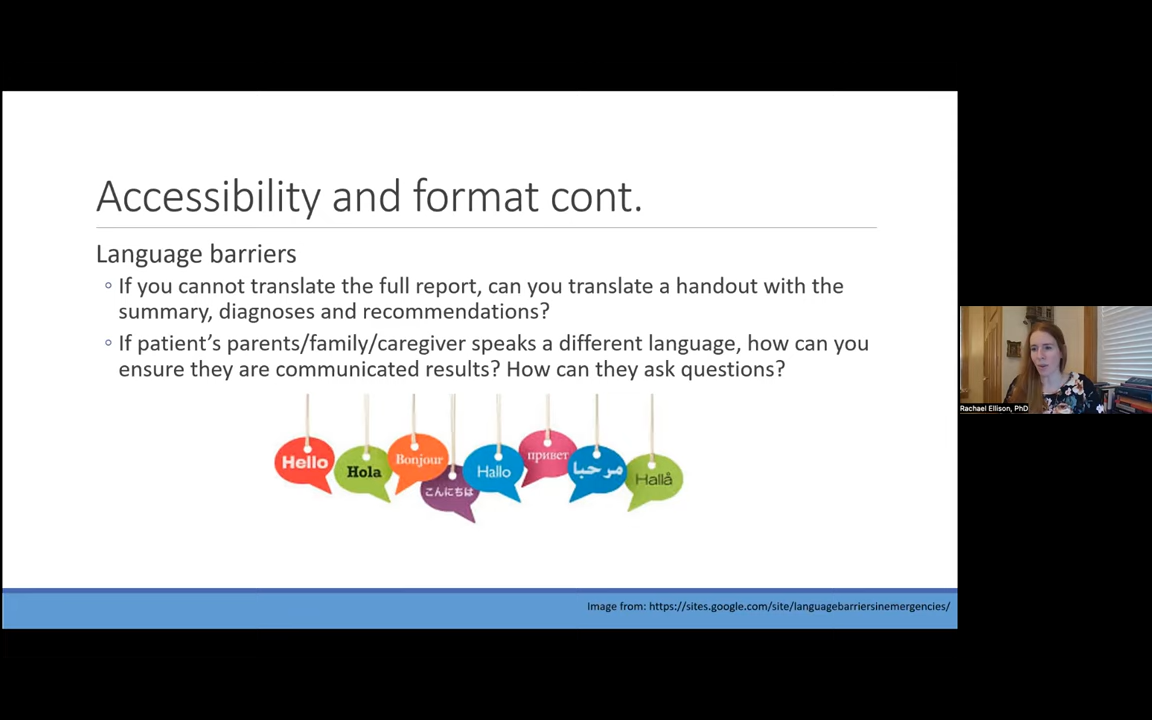 Accessibility and format cont.
Language barriers
◦ If you cannot translate the full report, can you translate a handout with the
summary, diagnoses and recommendations?
◦ If patient's parents/family/caregiver speaks a different language, how can you
ensure they are communicated results? How can they ask questions?
Hello
Hola
Bonjour
こんにちは
Hallo
привет
مرحبا
Hallå
Image from: https://sites.google.com/site/languagebarriersinemergencies/
Rachael Ellison, PhD